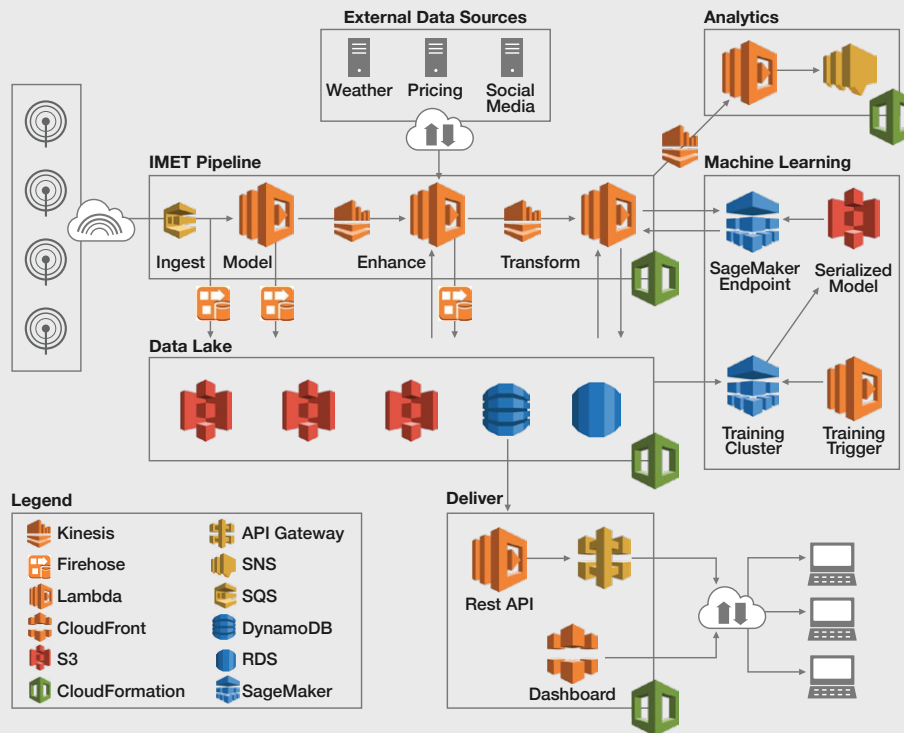 External Data Sources
Weather
Pricing
Social
Media
Analytics
IMET Pipeline
Ingest
Model
Enhance
Transform
Machine Learning
SageMaker
Endpoint
Serialized
Model
Training
Cluster
Training
Trigger
Data Lake
Legend
Kinesis
Firehose
Lambda
CloudFront
S3
CloudFormation
API Gateway
SNS
SQS
DynamoDB
RDS
SageMaker
Deliver
Rest API
Dashboard